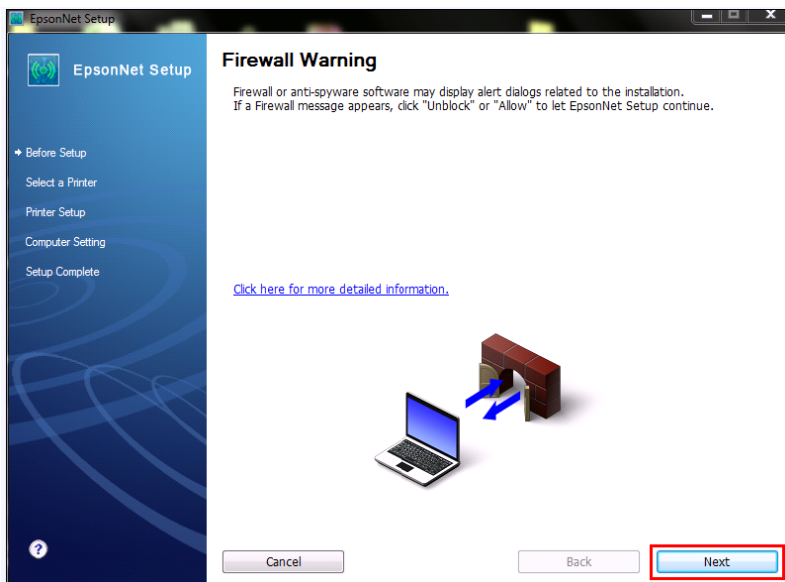 EpsonNet Setup
EpsonNet Setup
Before Setup
Select a Printer
Printer Setup
Computer Setting
Setup Complete
Firewall Warning
Firewall or anti-spyware software may display alert dialogs related to the installation.
If a Firewall message appears, click "Unblock" or "Allow" to let EpsonNet Setup continue.
Click here for more detailed information.
?
Cancel
Back
Next